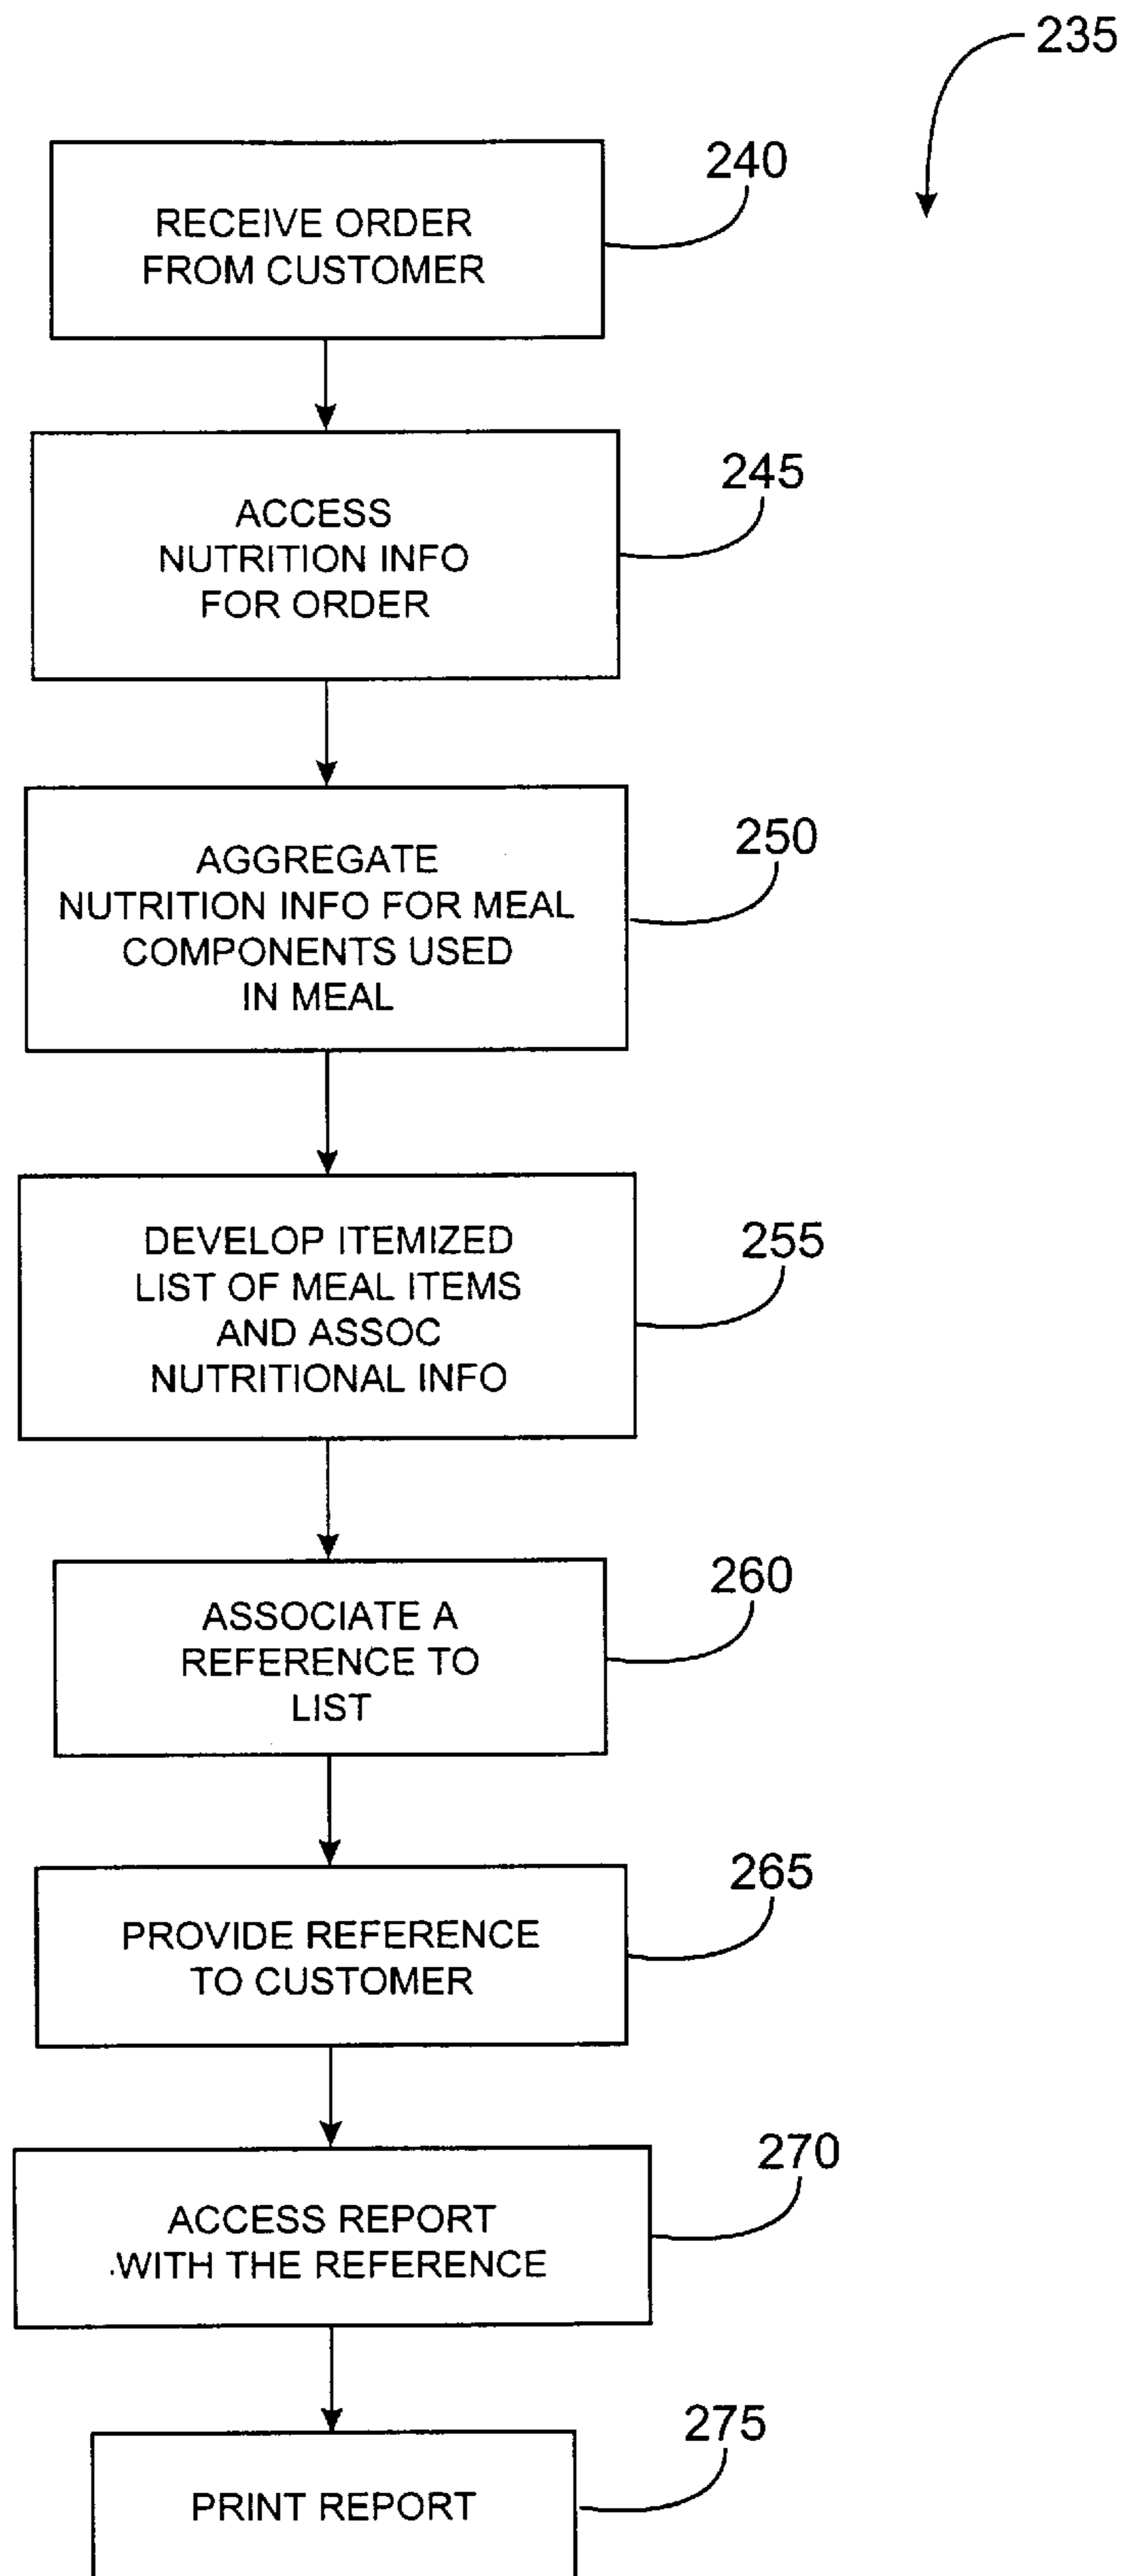 235
240
RECEIVE ORDER
FROM CUSTOMER
245
ACCESS
NUTRITION INFO
FOR ORDER
250
AGGREGATE
NUTRITION INFO FOR MEAL
COMPONENTS USED
IN MEAL
255
DEVELOP ITEMIZED
LIST OF MEAL ITEMS
AND ASSOC
NUTRITIONAL INFO
260
ASSOCIATE A
REFERENCE TO
LIST
265
PROVIDE REFERENCE
TO CUSTOMER
270
ACCESS REPORT
WITH THE REFERENCE
275
PRINT REPORT